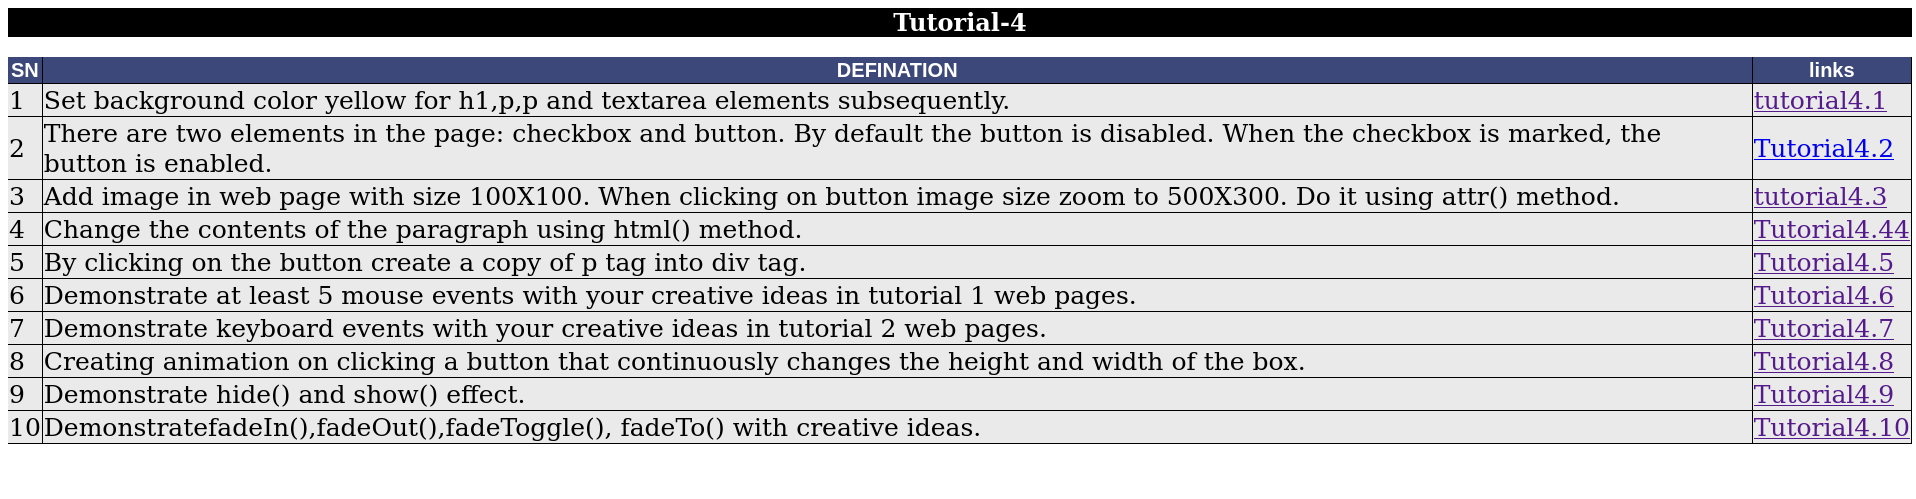 Tutorial-4
SN DEFINATION links
1 Set background color yellow for h1,p,p and textarea elements subsequently. tutorial4.1
2 There are two elements in the page: checkbox and button. By default the button is disabled. When the checkbox is marked, the
button is enabled. Tutorial4.2
3 Add image in web page with size 100X100. When clicking on button image size zoom to 500X300. Do it using attr() method. tutorial4.3
4 Change the contents of the paragraph using html() method. Tutorial4.44
5 By clicking on the button create a copy of p tag into div tag. Tutorial4.5
6 Demonstrate at least 5 mouse events with your creative ideas in tutorial 1 web pages. Tutorial4.6
7 Demonstrate keyboard events with your creative ideas in tutorial 2 web pages. Tutorial4.7
8 Creating animation on clicking a button that continuously changes the height and width of the box. Tutorial4.8
9 Demonstrate hide() and show() effect. Tutorial4.9
10 DemonstratefadeIn(),fadeOut(),fadeToggle(), fadeTo() with creative ideas. Tutorial4.10